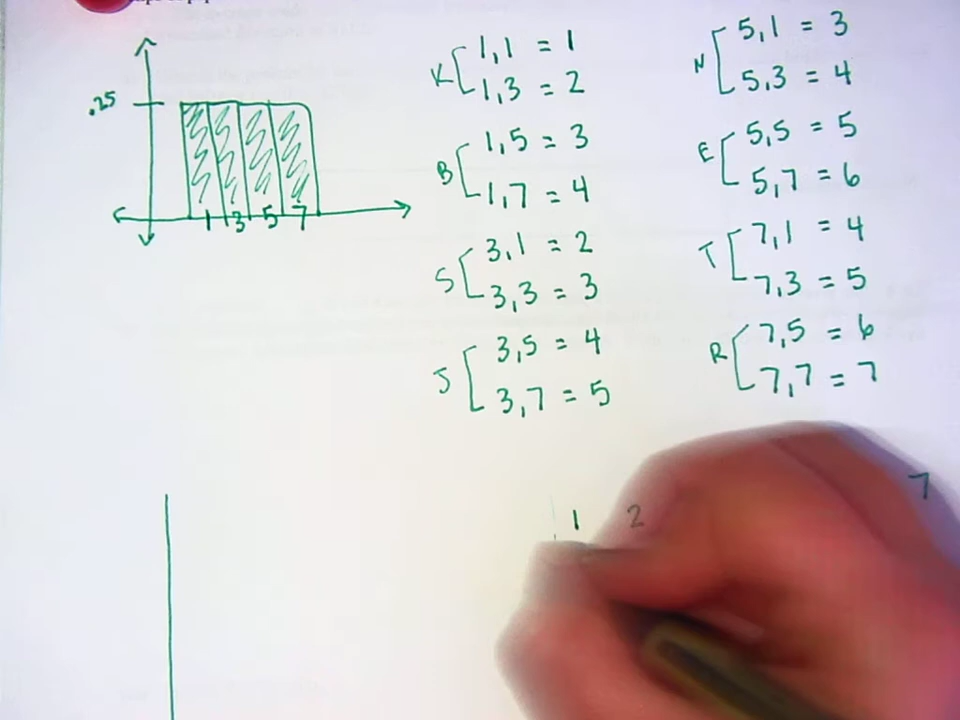 .25
1 3 5 7
K 1,1 = 1
1,3 = 2
B 1,5 = 3
1,7 = 4
S 3,1 = 2
3,3 = 3
J 3,5 = 4
3,7 = 5
N 5,1 = 3
5,3 = 4
E 5,5 = 5
5,7 = 6
T 7,1 = 4
7,3 = 5
R 7,5 = 6
7,7 = 7
1 2 7